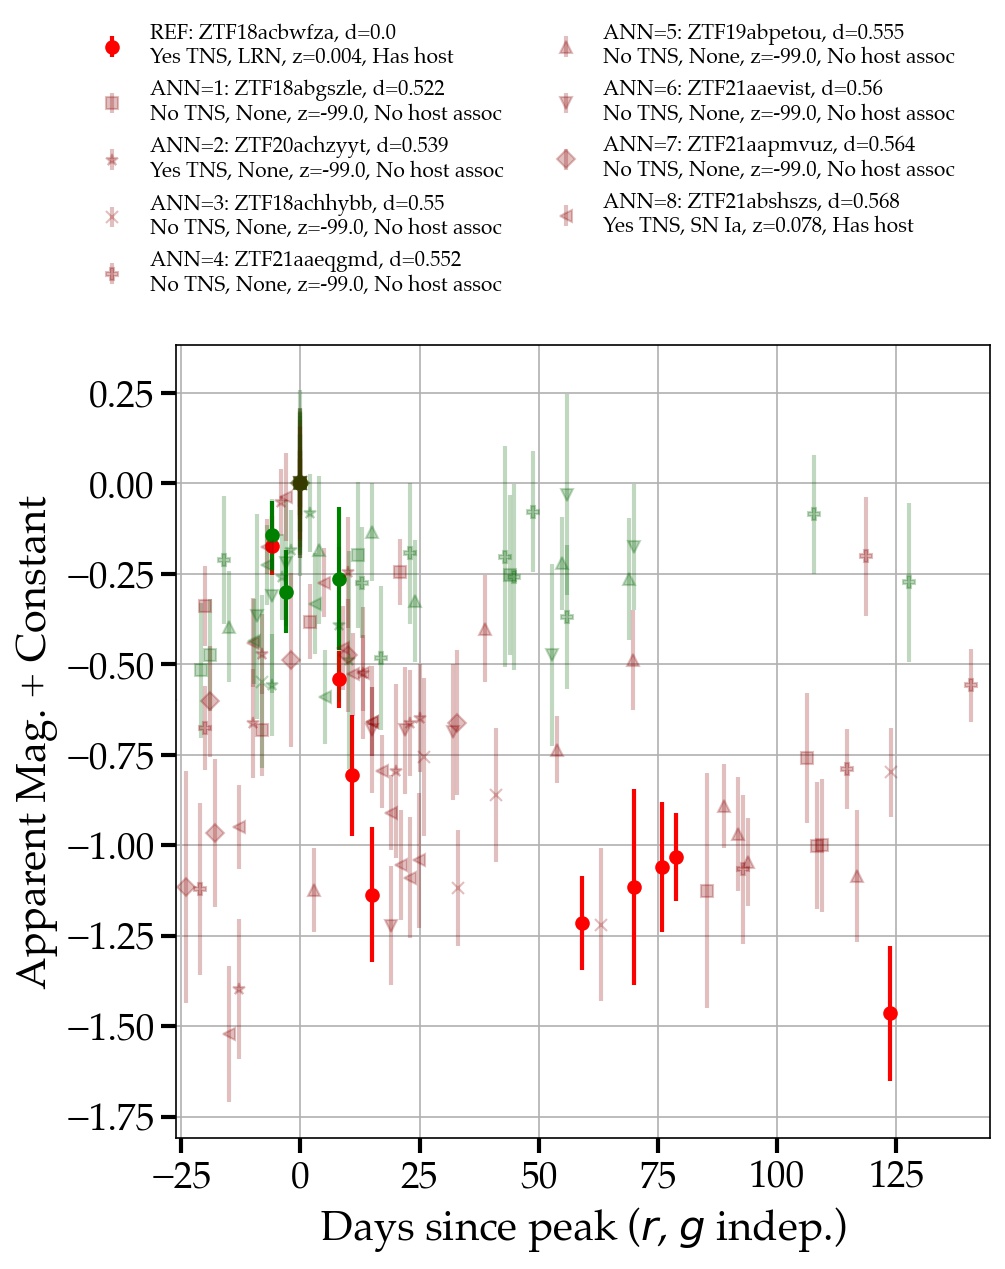 REF: ZTF18acbwfza, d=0.0
Yes TNS, LRN, z=0.004, Has host
ANN=1: ZTF18abgszle, d=0.522
No TNS, None, z=-99.0, No host assoc
ANN=2: ZTF20achzyyt, d=0.539
Yes TNS, None, z=-99.0, No host assoc
ANN=3: ZTF18achhybb, d=0.55
No TNS, None, z=-99.0, No host assoc
ANN=4: ZTF21aaeqgmd, d=0.552
No TNS, None, z=-99.0, No host assoc
ANN=5: ZTF19abpetou, d=0.555
No TNS, None, z=-99.0, No host assoc
ANN=6: ZTF21aaevist, d=0.56
No TNS, None, z=-99.0, No host assoc
ANN=7: ZTF21aapmvuz, d=0.564
No TNS, None, z=-99.0, No host assoc
ANN=8: ZTF21abshszs, d=0.568
Yes TNS, SN Ia, z=0.078, Has host
Apparent Mag. + Constant
0.25
0.00
−0.25
−0.50
−0.75
−1.00
−1.25
−1.50
−1.75
−25
0
25
50
75
100
125
Days since peak (r, g indep.)